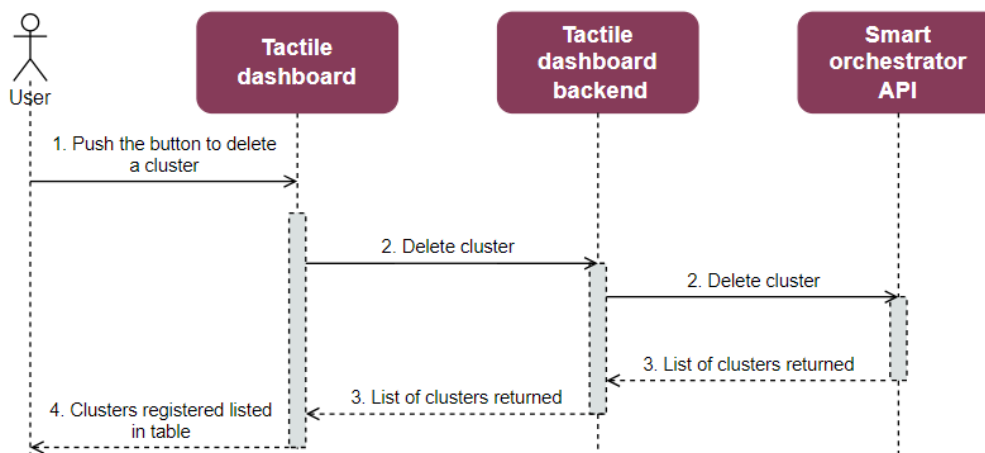 User
Tactile
dashboard
Tactile
dashboard
backend
Smart
orchestrator
API
1. Push the button to delete
a cluster
2. Delete cluster
2. Delete cluster
3. List of clusters returned
3. List of clusters returned
4. Clusters registered listed
in table